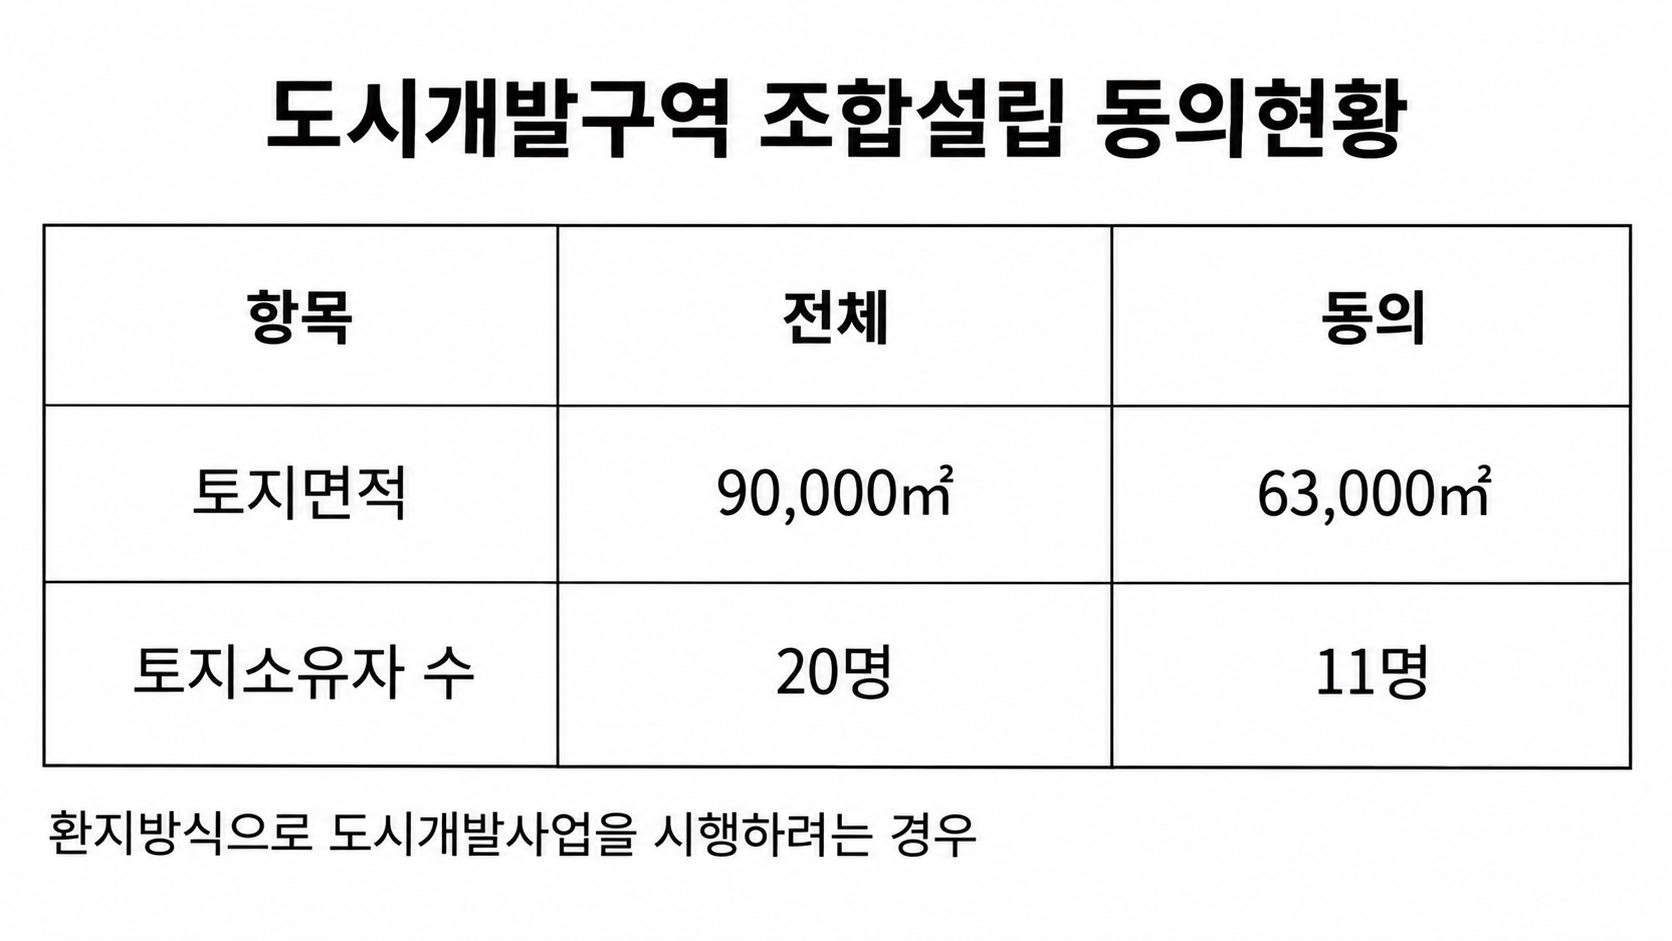 도시개발구역 조합설립 동의현황
항목 전체 동의
토지면적 90,000㎡ 63,000㎡
토지소유자 수 20명 11명
환지방식으로 도시개발사업을 시행하려는 경우